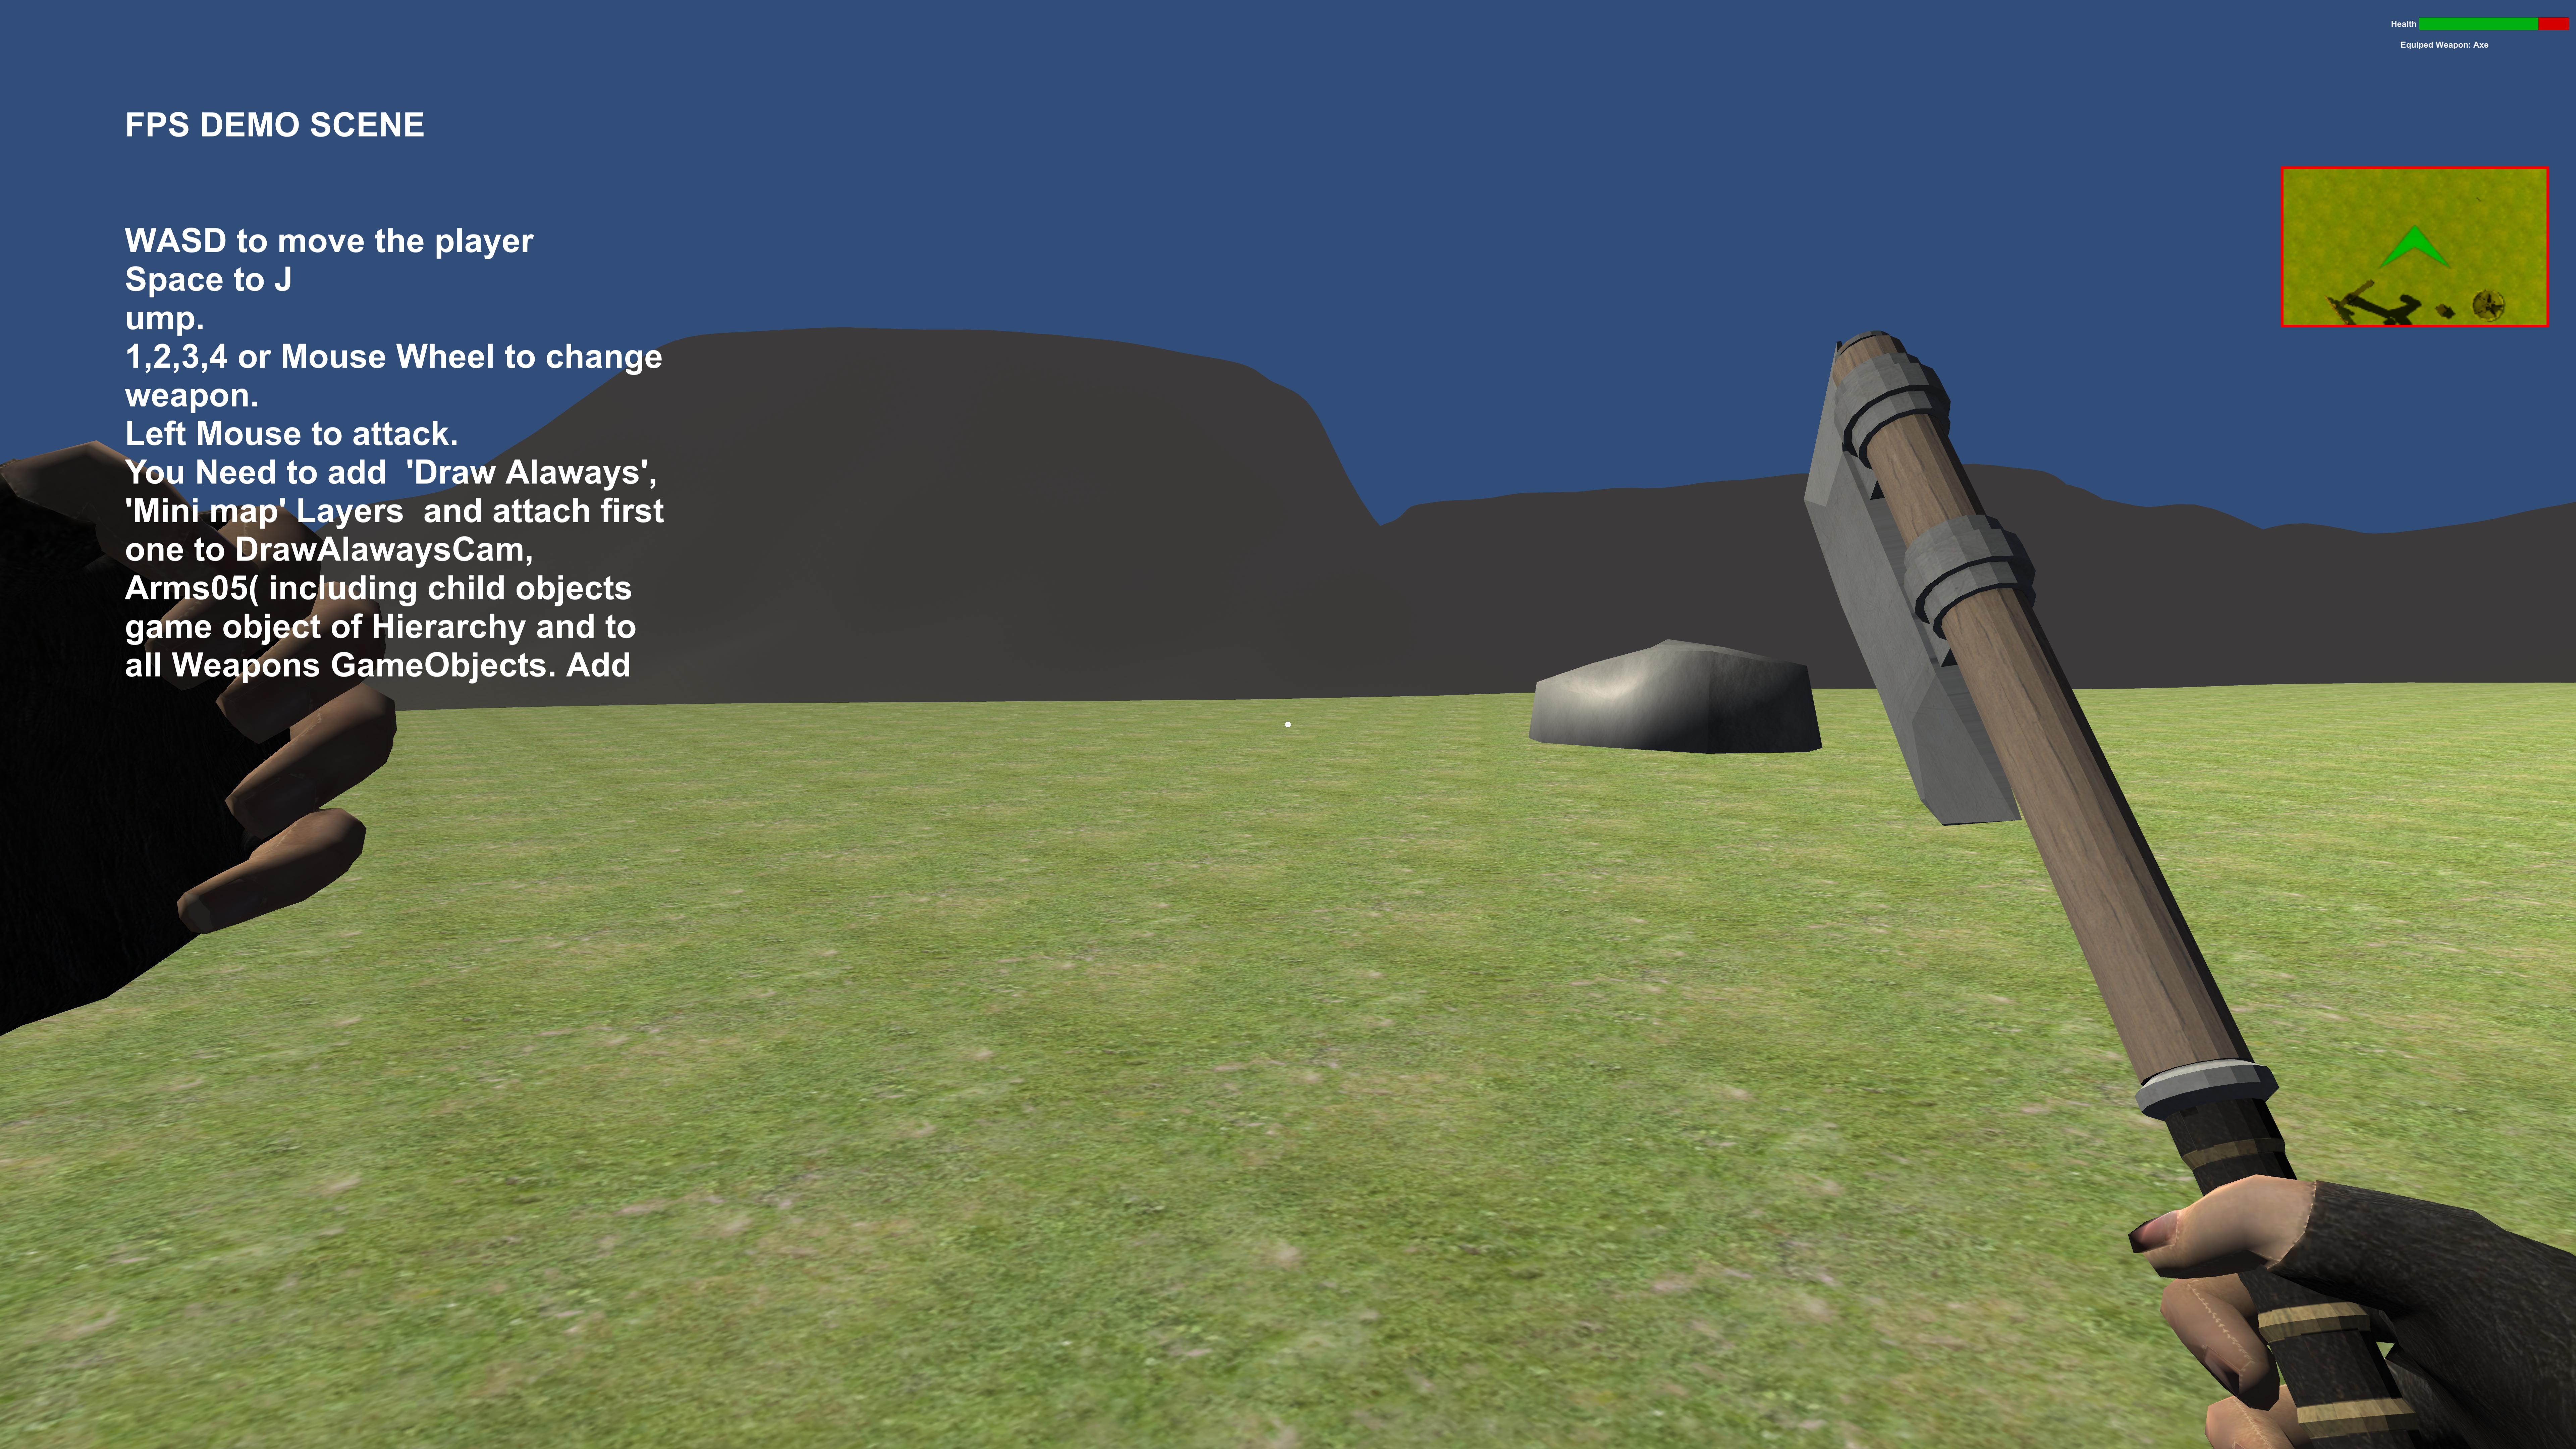 Health
Equiped Weapon: Axe
FPS DEMO SCENE
WASD to move the player
Space to J
ump.
1,2,3,4 or Mouse Wheel to change
weapon.
Left Mouse to attack.
You Need to add  'Draw Alaways',
'Mini map' Layers  and attach first
one to DrawAlawaysCam,
Arms05( including child objects
game object of Hierarchy and to
all Weapons GameObjects. Add